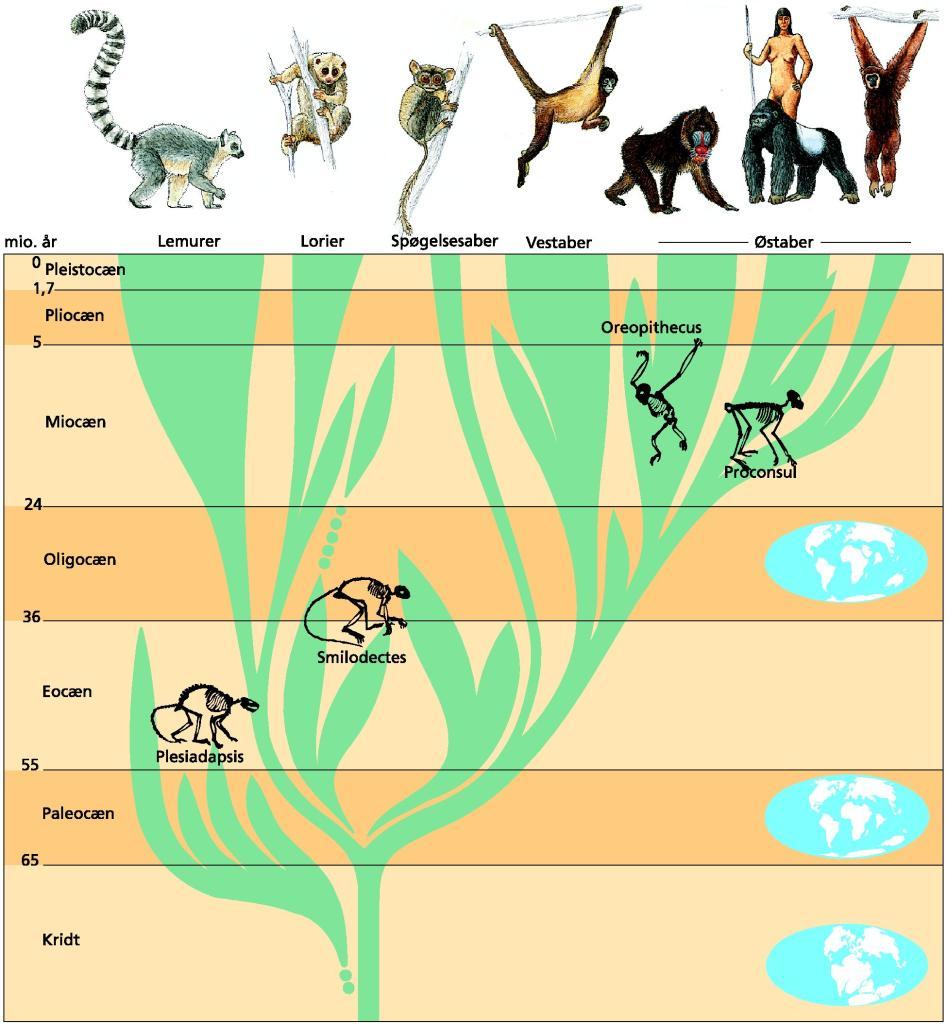 mio. år
Lemurer
Lorier
Spøgelsesaber
Vestaber
Østaber
0
Pleistocæn
1,7
Pliocæn
Oreopithecus
5
Miocæn
Proconsul
24
Oligocæn
36
Smilodectes
Eocæn
Plesiadapsis
55
Paleocæn
65
Kridt